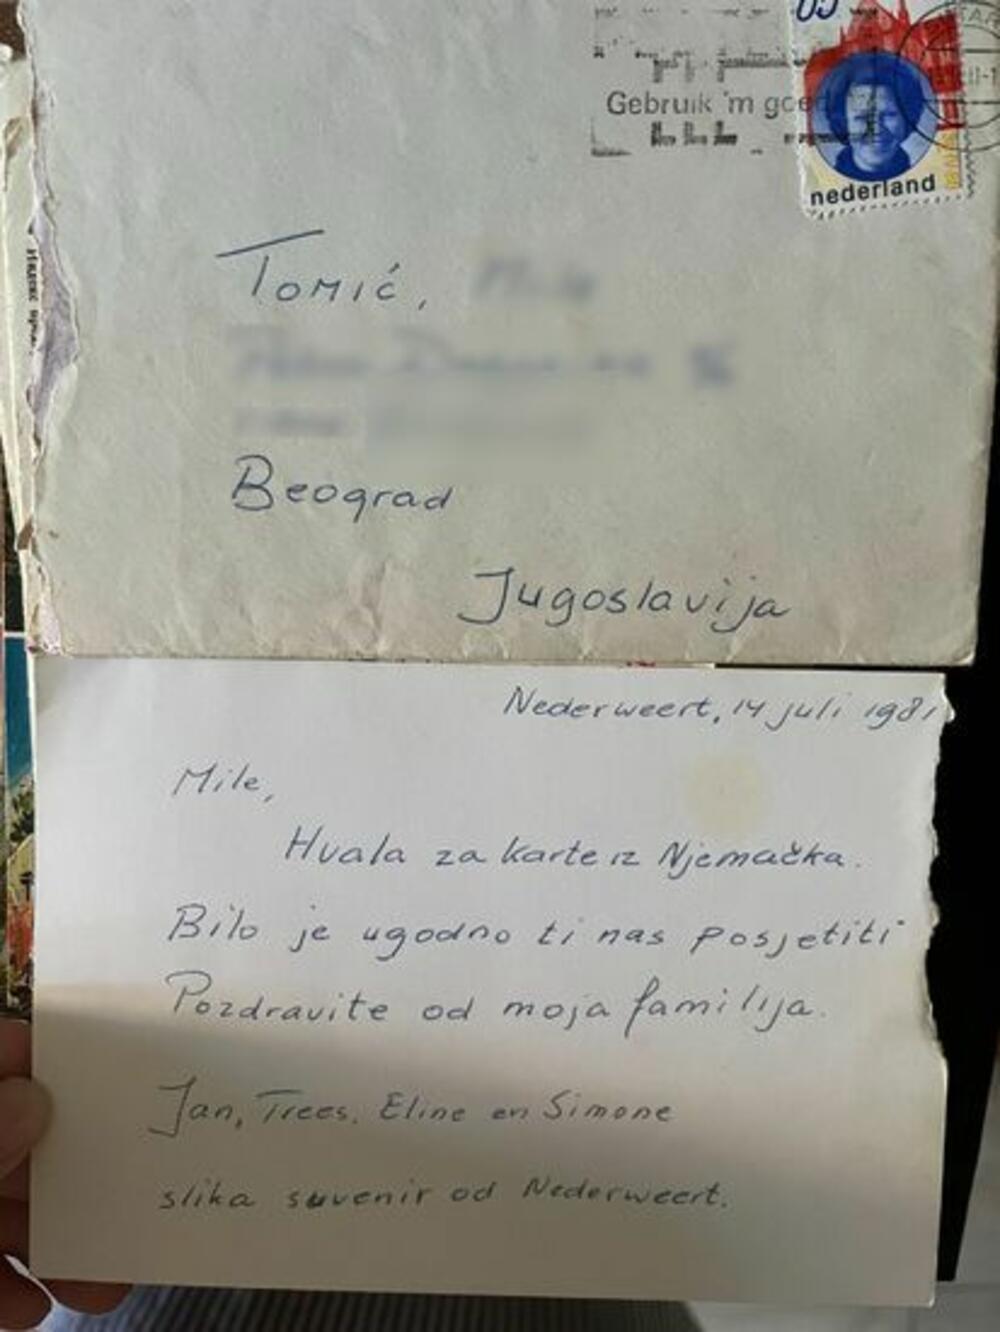 Gebruik 'm goed
nederland
Tomić,
Beograd
Jugoslavija
Nederweert, 14 juli 1981
Mile,
Hvala za karte iz Njemačka.
Bilo je ugodno ti nas posjetiti
Pozdravite od moja familija.
Jan, Trees, Eline en Simone
slika suvenir od Nederweert.